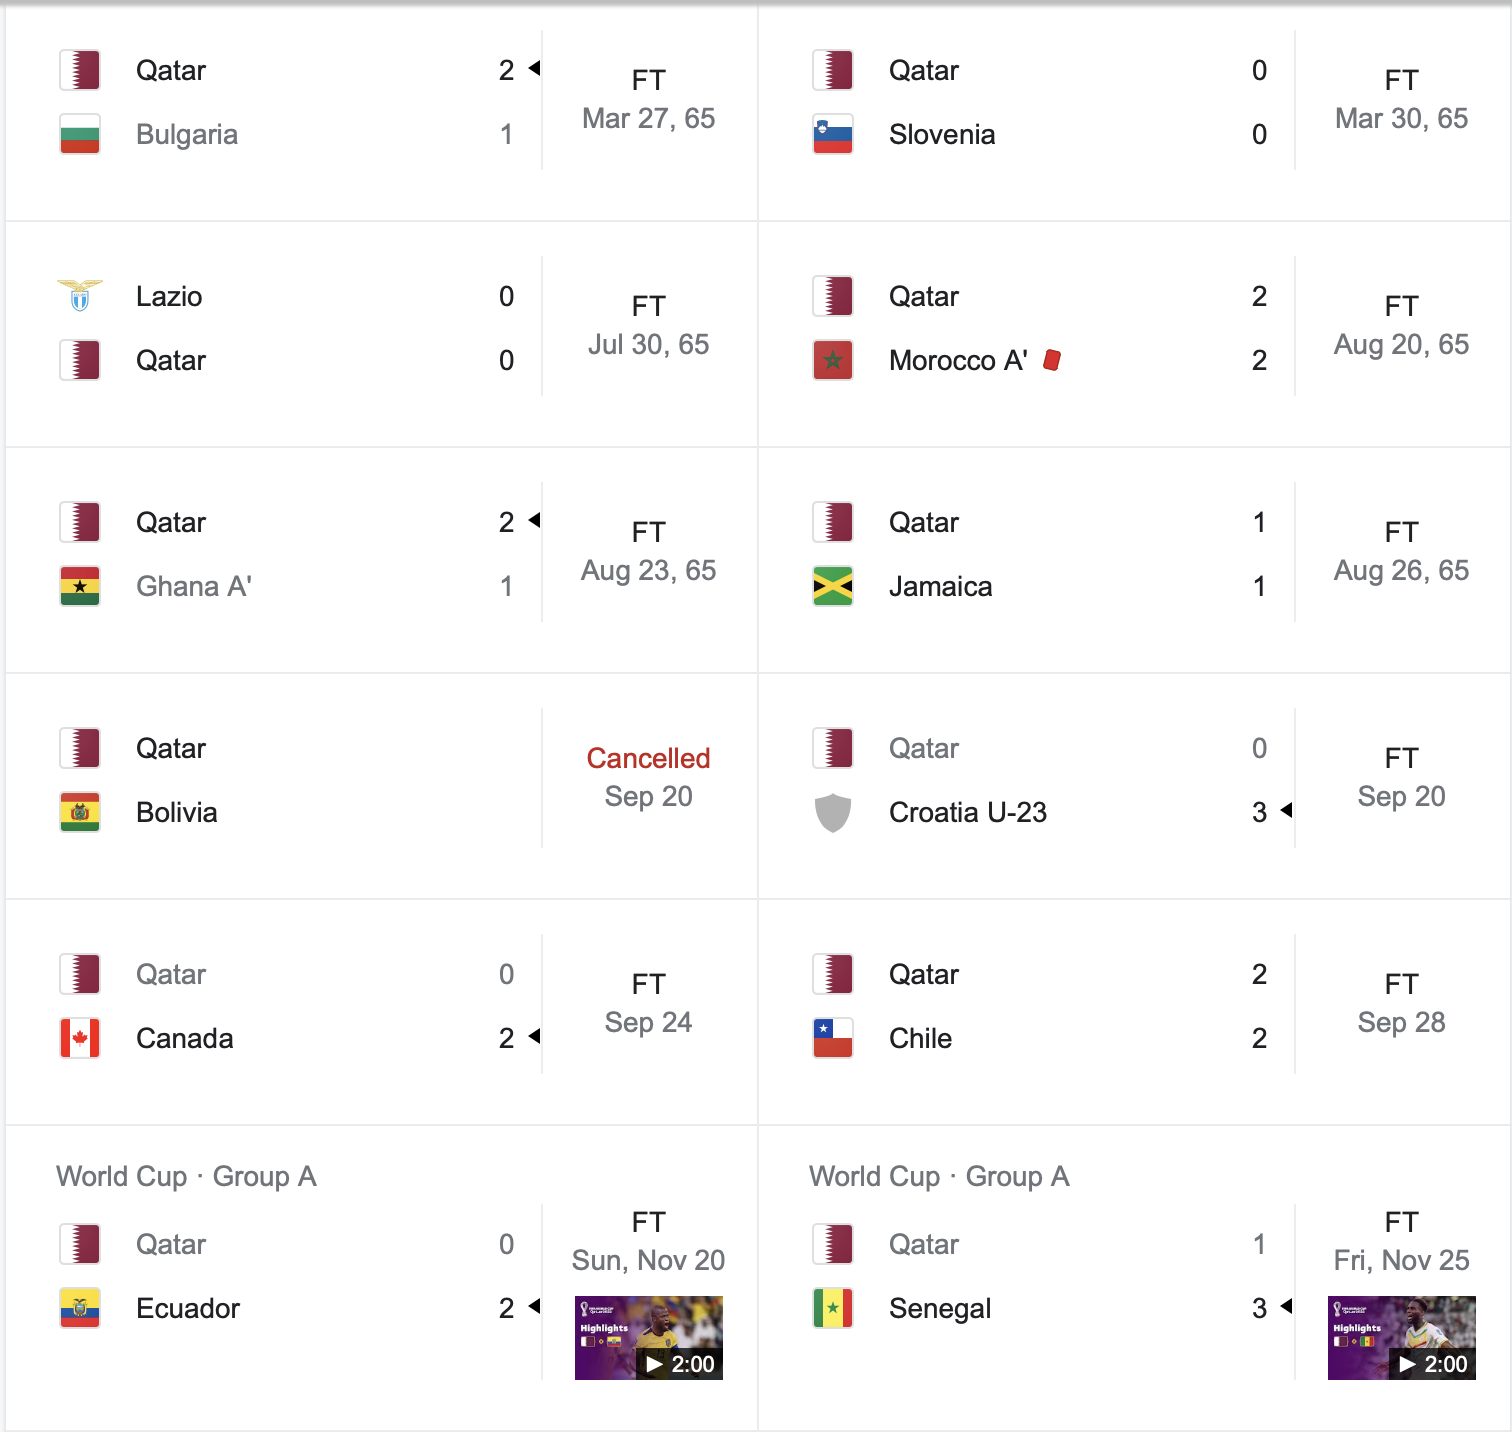 Qatar 2
FT
Bulgaria 1
Mar 27, 65
Qatar 0
FT
Slovenia 0
Mar 30, 65
Lazio 0
FT
Qatar 0
Jul 30, 65
Qatar 2
FT
Morocco A' 2
Aug 20, 65
Qatar 2
FT
Ghana A' 1
Aug 23, 65
Qatar 1
FT
Jamaica 1
Aug 26, 65
Qatar
Cancelled
Bolivia
Sep 20
Qatar 0
FT
Croatia U-23 3
Sep 20
Qatar 0
FT
Canada 2
Sep 24
Qatar 2
FT
Chile 2
Sep 28
World Cup · Group A
Qatar 0
FT
Ecuador 2
Sun, Nov 20
Highlights
2:00
World Cup · Group A
Qatar 1
FT
Senegal 3
Fri, Nov 25
Highlights
2:00